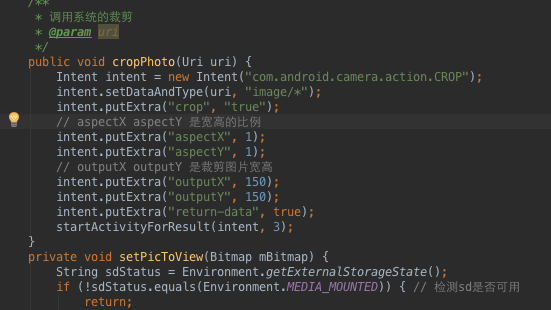 /**
 * 调用系统的裁剪
 * @param uri
 */
public void cropPhoto(Uri uri) {
    Intent intent = new Intent("com.android.camera.action.CROP");
    intent.setDataAndType(uri, "image/*");
    intent.putExtra("crop", "true");
    // aspectX aspectY 是宽高的比例
    intent.putExtra("aspectX", 1);
    intent.putExtra("aspectY", 1);
    // outputX outputY 是裁剪图片宽高
    intent.putExtra("outputX", 150);
    intent.putExtra("outputY", 150);
    intent.putExtra("return-data", true);
    startActivityForResult(intent, 3);
}
private void setPicToView(Bitmap mBitmap) {
    String sdStatus = Environment.getExternalStorageState();
    if (!sdStatus.equals(Environment.MEDIA_MOUNTED)) { // 检测sd是否可用
        return;